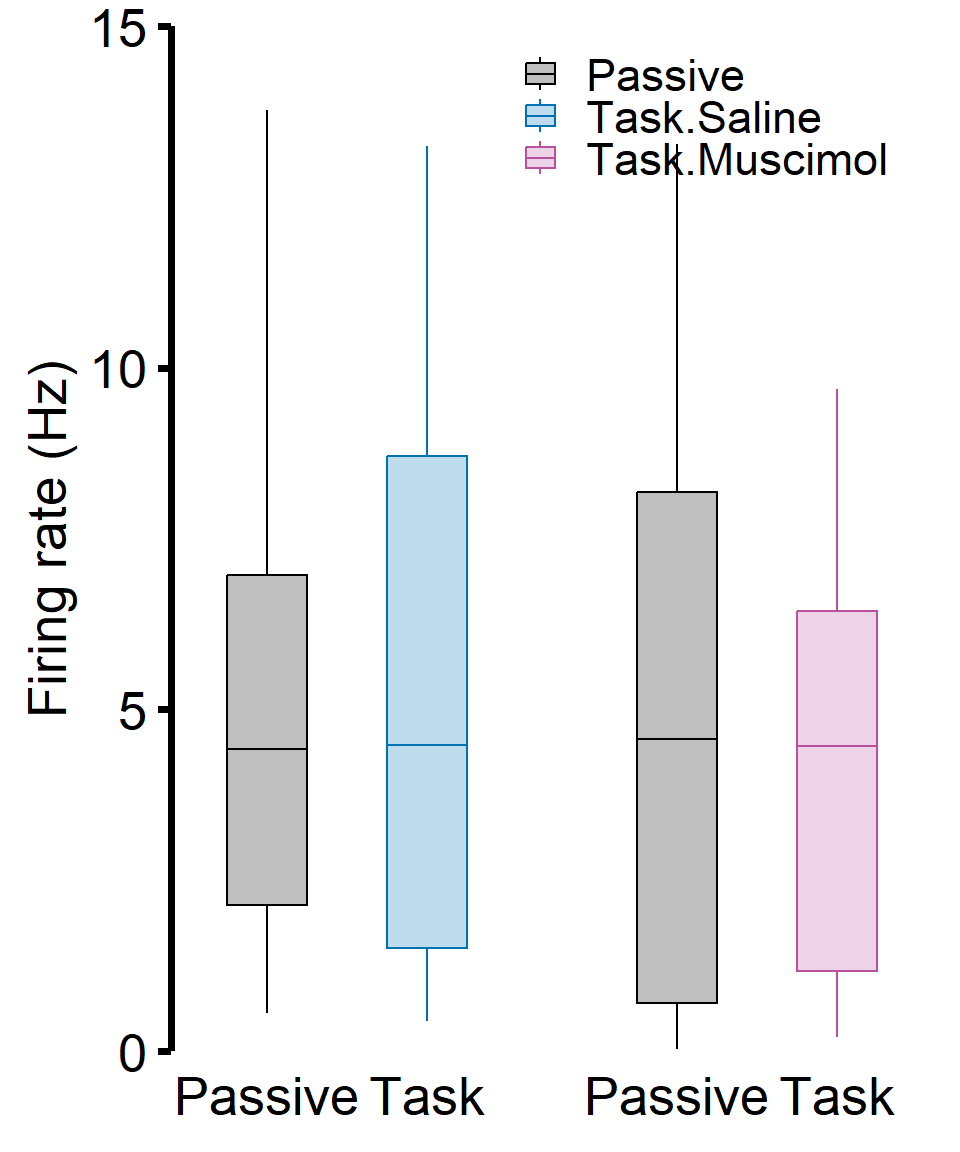 15
10
5
0
Firing rate (Hz)
Passive
Task.Saline
Task.Muscimol
Passive Task
Passive Task